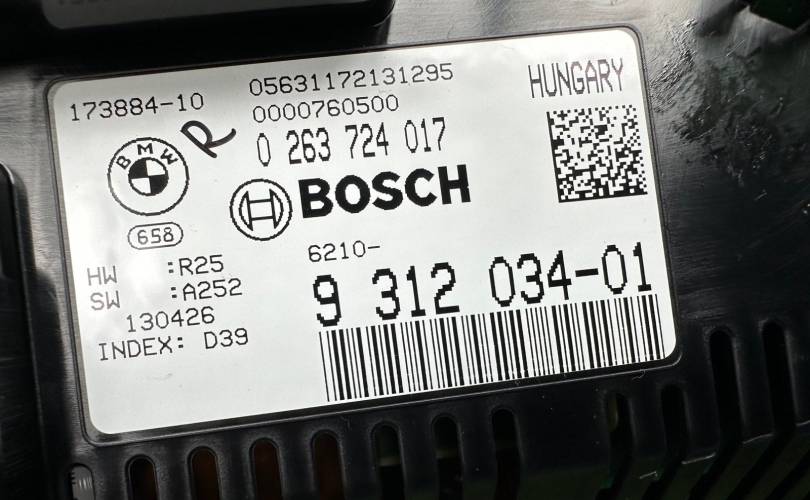 173884-10
05631172131295
0000760500
HUNGARY
R
0 263 724 017
BMW
BOSCH
658
6210-
HW :R25
SW :A252
130426
INDEX: D39
9 312 034-01